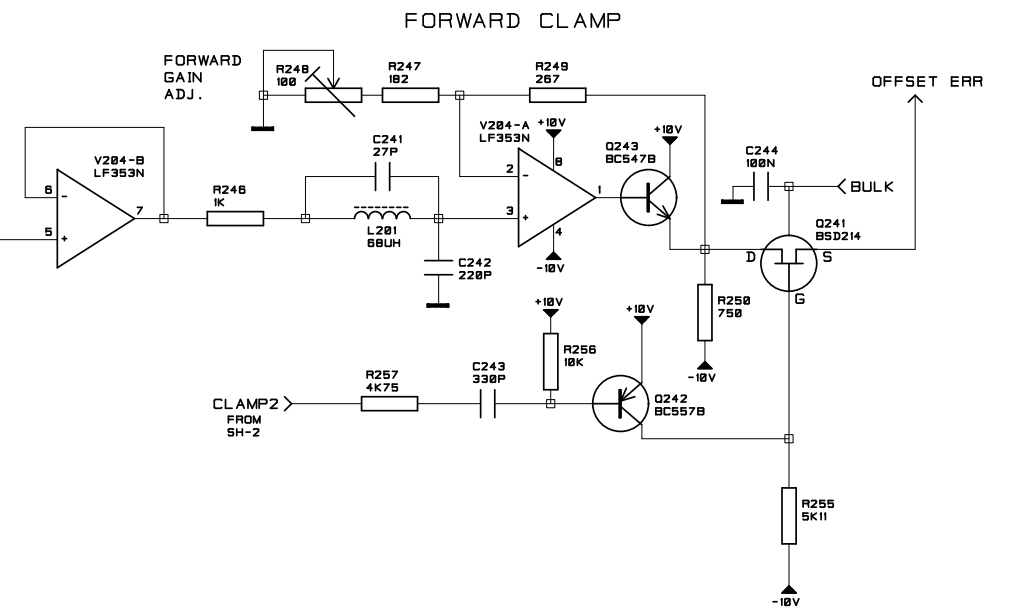 FORWARD CLAMP
FORWARD
GAIN
ADJ.
R248
100
R247
1B2
R249
267
OFFSET ERR
V204-B
LF353N
6
-
5
+
7
R246
1K
C241
27P
L201
68UH
C242
220P
V204-A
LF353N
+10V
8
2
-
3
+
1
4
-10V
Q243
BC547B
+10V
C244
100N
BULK
Q241
BSD214
D
S
G
R250
750
-10V
+10V
R256
10K
+10V
R257
4K75
C243
330P
CLAMP2
FROM
SH-2
Q242
BC557B
R255
5K11
-10V